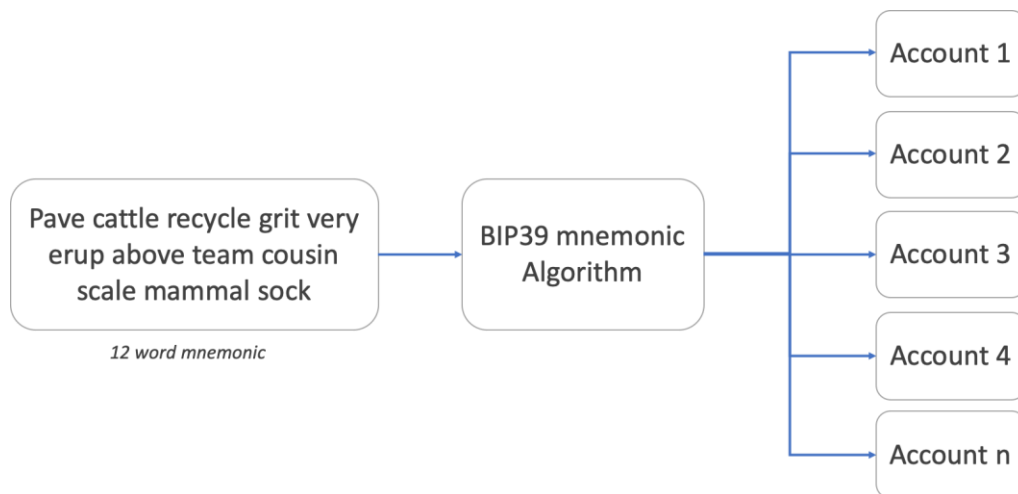 Pave cattle recycle grit very
erup above team cousin
scale mammal sock
12 word mnemonic
BIP39 mnemonic
Algorithm
Account 1
Account 2
Account 3
Account 4
Account n